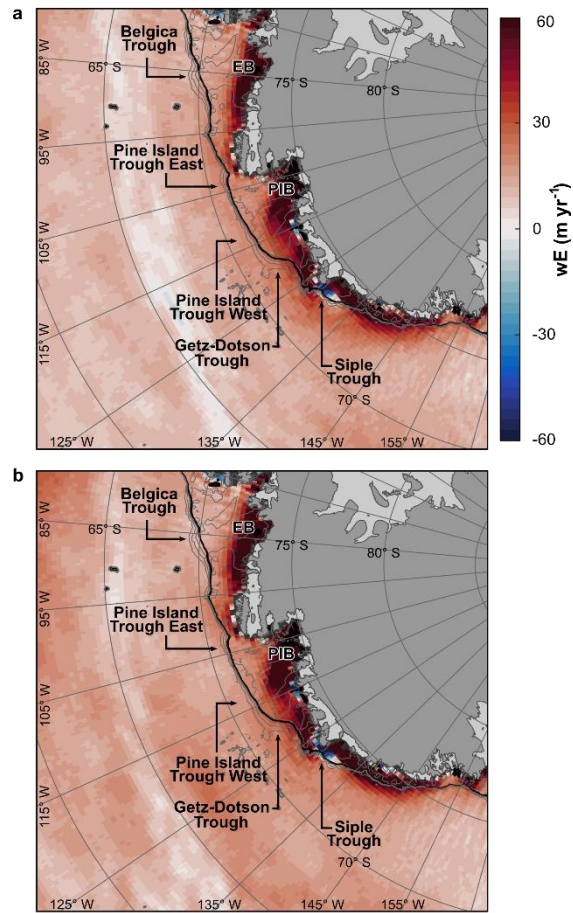 a
Belgica
Trough
85° W
65° S
EB
75° S
80° S
95° W
Pine Island
Trough East
PIB
105° W
Pine Island
Trough West
Getz-Dotson
Trough
Siple
Trough
115° W
70° S
125° W
135° W
145° W
155° W
60
30
0
-30
-60
wE (m yr⁻¹)
b
Belgica
Trough
85° W
65° S
EB
75° S
80° S
95° W
Pine Island
Trough East
PIB
105° W
Pine Island
Trough West
Getz-Dotson
Trough
Siple
Trough
115° W
70° S
125° W
135° W
145° W
155° W